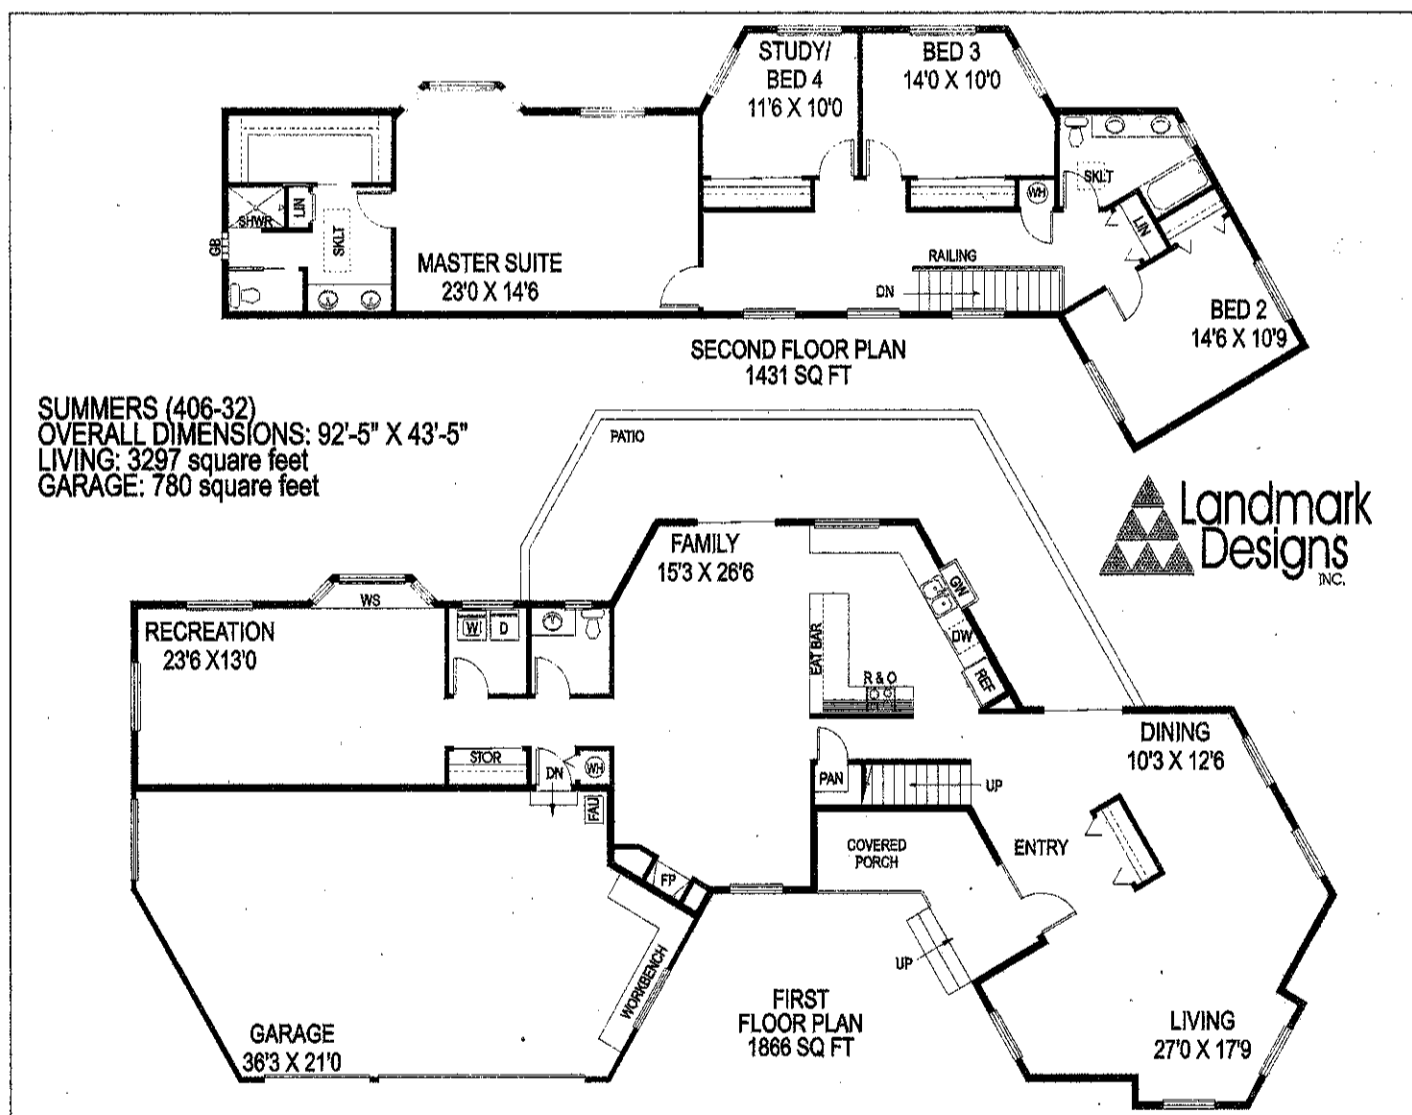 STUDY/
BED 4
11'6 X 10'0
BED 3
14'0 X 10'0
SHWR
LIN
SKLT
GB
MASTER SUITE
23'0 X 14'6
WH
SKLT
LIN
RAILING
DN
BED 2
14'6 X 10'9
SECOND FLOOR PLAN
1431 SQ FT
SUMMERS (406-32)
OVERALL DIMENSIONS: 92'-5" X 43'-5"
LIVING: 3297 square feet
GARAGE: 780 square feet
PATIO
Landmark
Designs
INC.
FAMILY
15'3 X 26'6
WS
RECREATION
23'6 X13'0
W
D
EAT BAR
R & O
GW
DW
REF
STOR
DN
WH
FAU
PAN
UP
DINING
10'3 X 12'6
COVERED
PORCH
ENTRY
FP
WORKBENCH
UP
FIRST
FLOOR PLAN
1866 SQ FT
GARAGE
36'3 X 21'0
LIVING
27'0 X 17'9